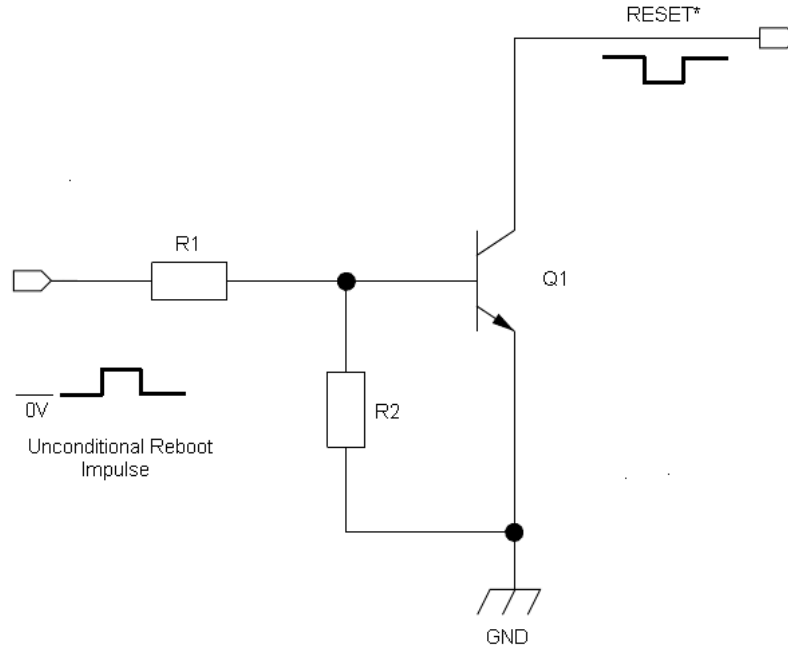 RESET*
R1
Q1
0V
R2
Unconditional Reboot
Impulse
GND